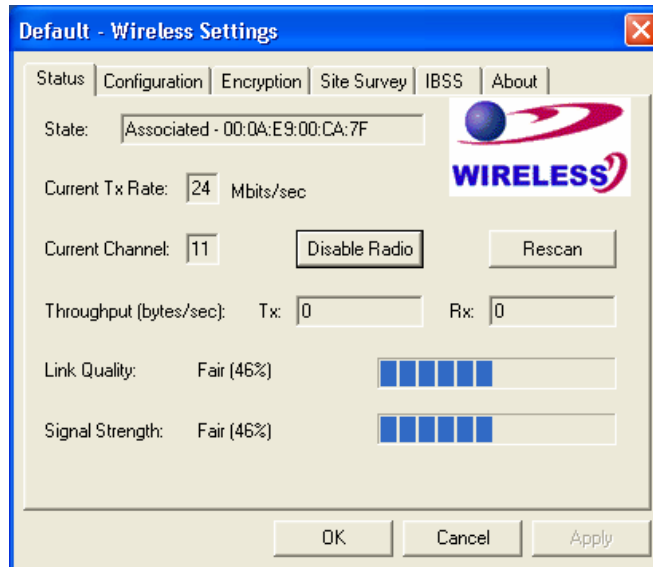 Default - Wireless Settings
Status Configuration Encryption Site Survey IBSS About
State: Associated - 00:0A:E9:00:CA:7F
WIRELESS
Current Tx Rate: 24 Mbits/sec
Current Channel: 11 Disable Radio Rescan
Throughput (bytes/sec): Tx: 0 Rx: 0
Link Quality: Fair (46%)
Signal Strength: Fair (46%)
OK Cancel Apply